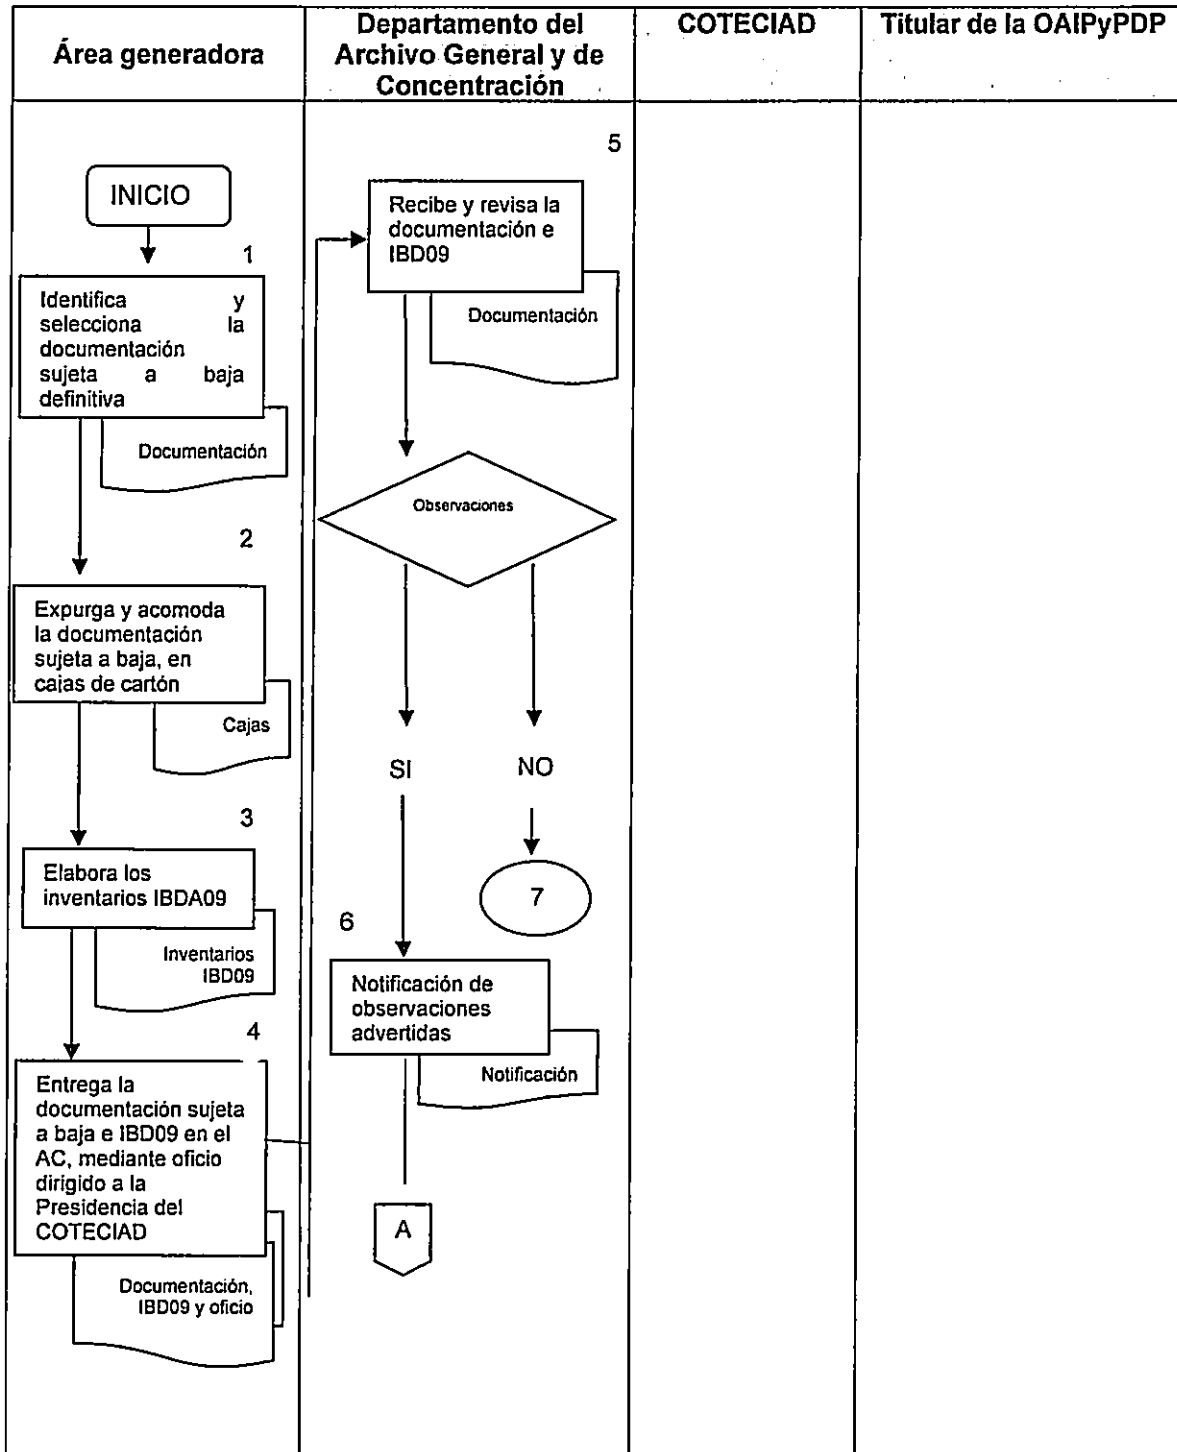 Área generadora
Departamento del
Archivo General y de
Concentración
COTECIAD
Titular de la OAIPyPDP
INICIO
1
Identifica y
selecciona la
documentación
sujeta a baja
definitiva
Documentación
2
Expurga y acomoda
la documentación
sujeta a baja, en
cajas de cartón
Cajas
3
Elabora los
inventarios IBDA09
Inventarios
IBD09
4
Entrega la
documentación sujeta
a baja e IBD09 en el
AC, mediante oficio
dirigido a la
Presidencia del
COTECIAD
Documentación,
IBD09 y oficio
5
Recibe y revisa la
documentación e
IBD09
Documentación
Observaciones
SI
NO
7
6
Notificación de
observaciones
advertidas
Notificación
A